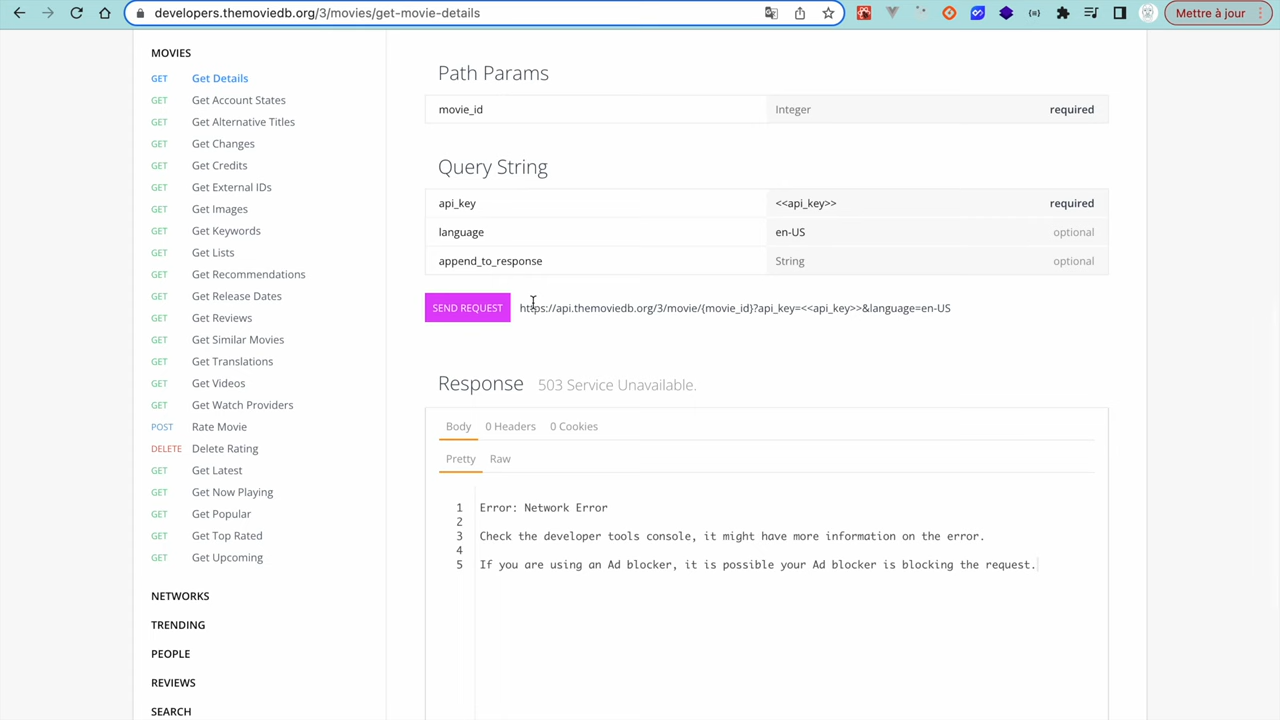 developers.themoviedb.org/3/movies/get-movie-details
Mettre à jour
MOVIES
GET Get Details
GET Get Account States
GET Get Alternative Titles
GET Get Changes
GET Get Credits
GET Get External IDs
GET Get Images
GET Get Keywords
GET Get Lists
GET Get Recommendations
GET Get Release Dates
GET Get Reviews
GET Get Similar Movies
GET Get Translations
GET Get Videos
GET Get Watch Providers
POST Rate Movie
DELETE Delete Rating
GET Get Latest
GET Get Now Playing
GET Get Popular
GET Get Top Rated
GET Get Upcoming
NETWORKS
TRENDING
PEOPLE
REVIEWS
SEARCH
Path Params
movie_id Integer required
Query String
api_key <<api_key>> required
language en-US optional
append_to_response String optional
SEND REQUEST https://api.themoviedb.org/3/movie/{movie_id}?api_key=<<api_key>>&language=en-US
Response 503 Service Unavailable.
Body 0 Headers 0 Cookies
Pretty Raw
1 Error: Network Error
2
3 Check the developer tools console, it might have more information on the error.
4
5 If you are using an Ad blocker, it is possible your Ad blocker is blocking the request.